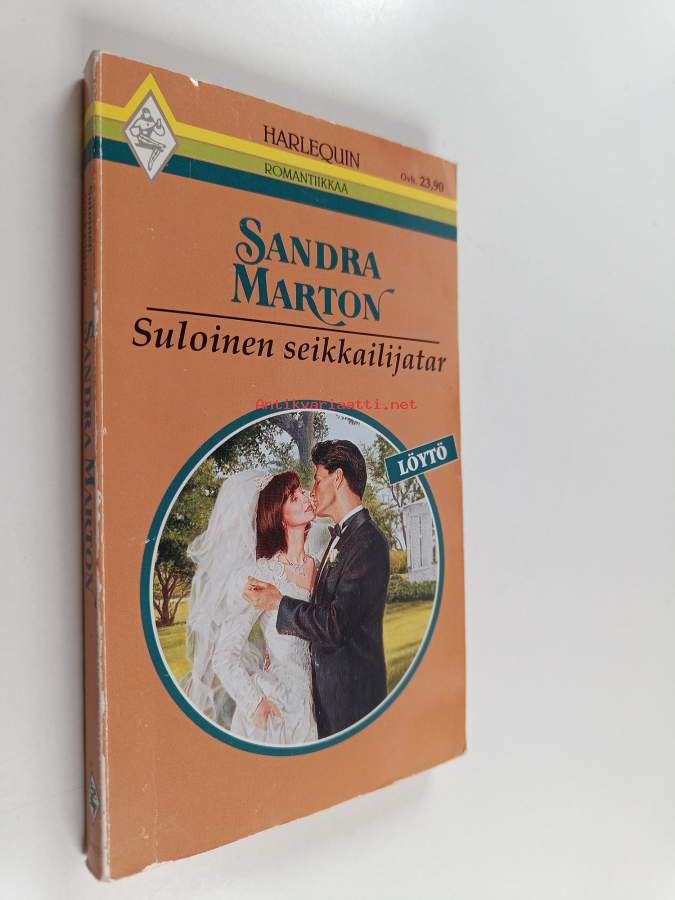 HARLEQUIN
ROMANTIIKKAA
Ovh. 23,90
SANDRA
MARTON
Suloinen seikkailijatar
Antikvariaatti.net
LÖYTÖ
SANDRA MARTON